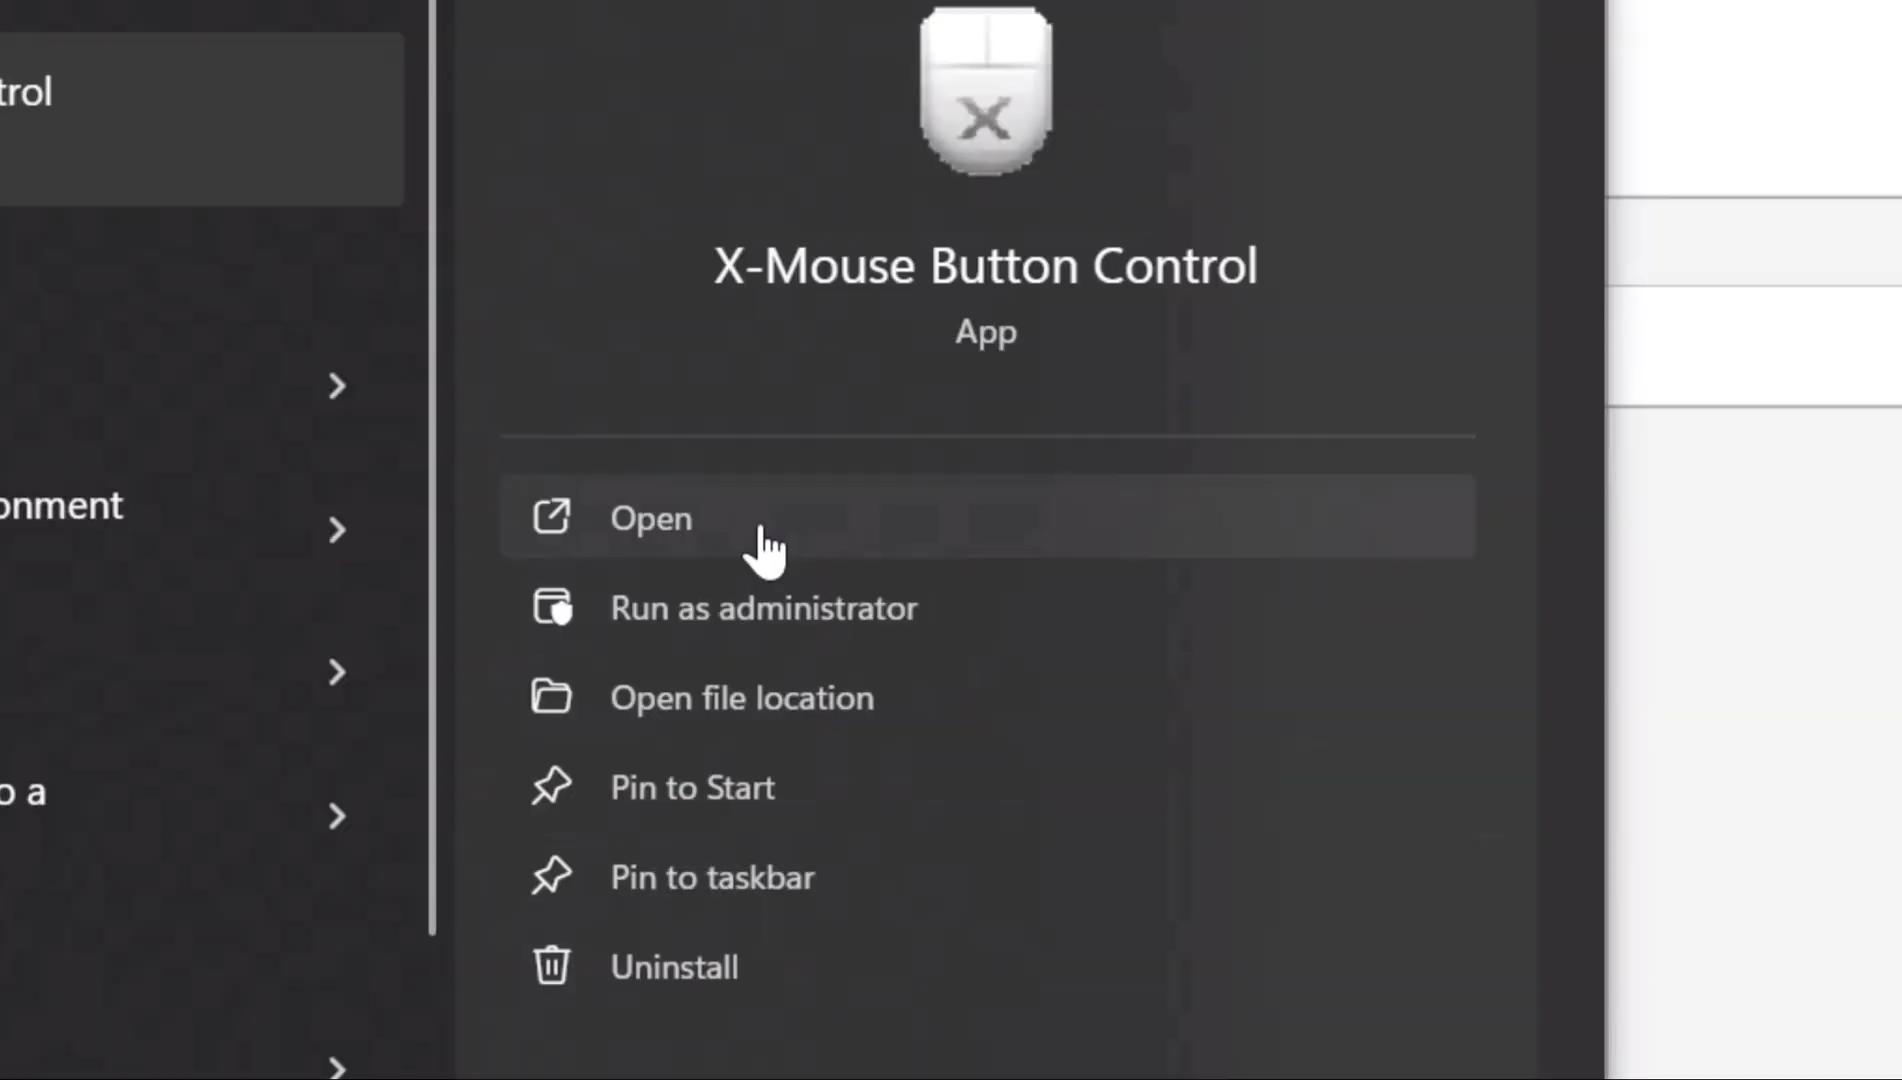 trol
onment
o a
X
X-Mouse Button Control
App
Open
Run as administrator
Open file location
Pin to Start
Pin to taskbar
Uninstall